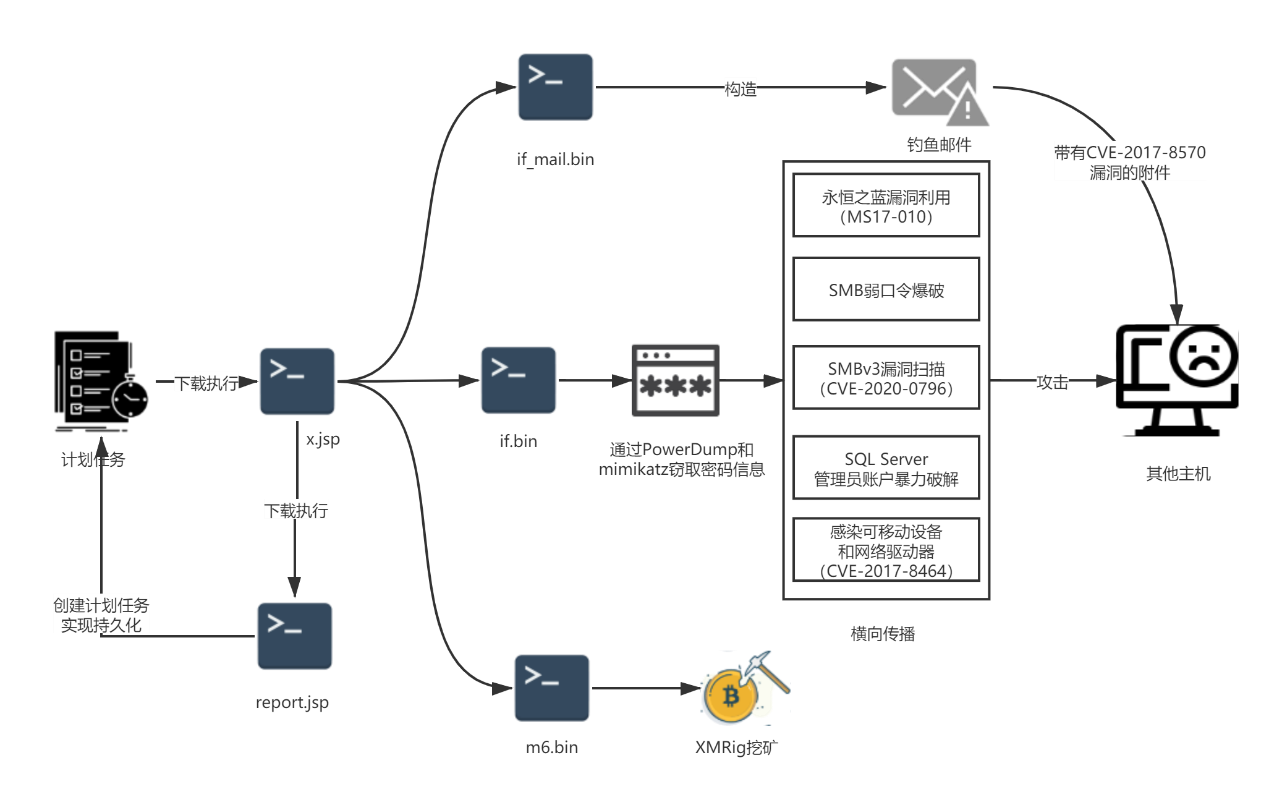 >_
if_mail.bin
构造
钓鱼邮件
带有CVE-2017-8570
漏洞的附件
计划任务
下载执行
>_
x.jsp
下载执行
>_
report.jsp
创建计划任务
实现持久化
>_
if.bin
***
通过PowerDump和
mimikatz窃取密码信息
永恒之蓝漏洞利用
（MS17-010）
SMB弱口令爆破
SMBv3漏洞扫描
（CVE-2020-0796）
SQL Server
管理员账户暴力破解
感染可移动设备
和网络驱动器
（CVE-2017-8464）
横向传播
攻击
其他主机
>_
m6.bin
XMRig挖矿